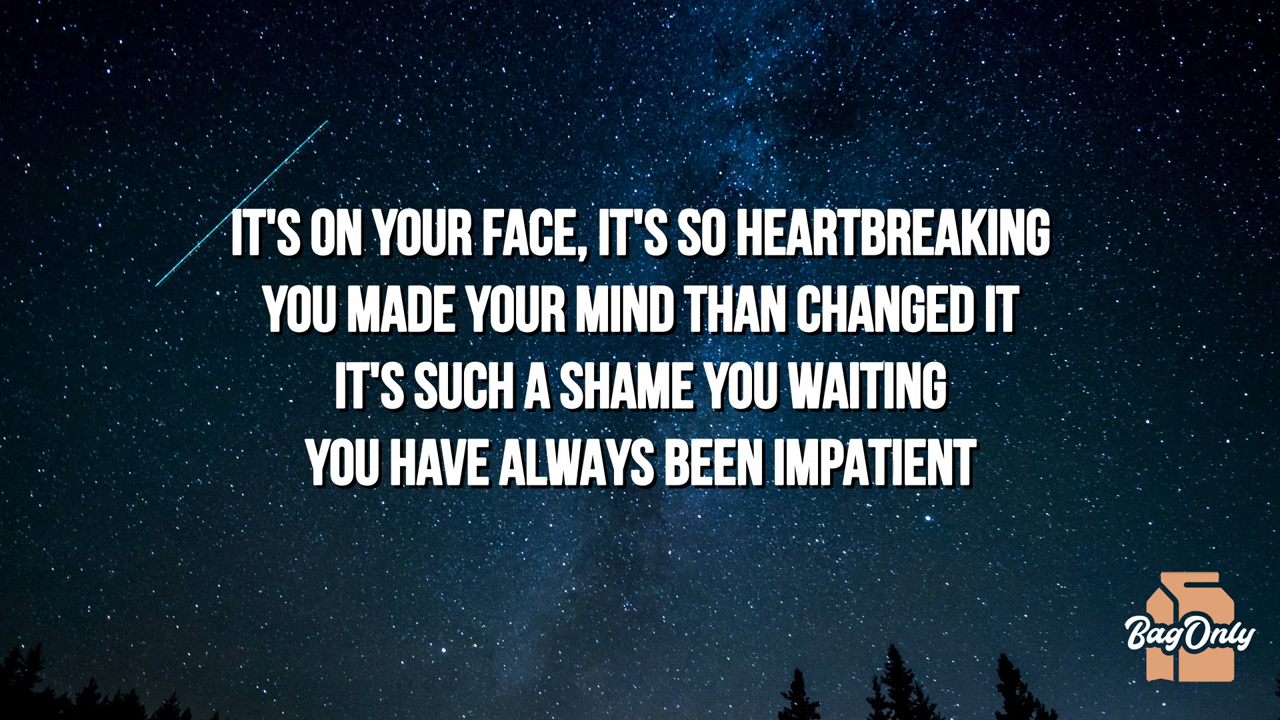 IT'S ON YOUR FACE, IT'S SO HEARTBREAKING
YOU MADE YOUR MIND THAN CHANGED IT
IT'S SUCH A SHAME YOU WAITING
YOU HAVE ALWAYS BEEN IMPATIENT
BagOnly